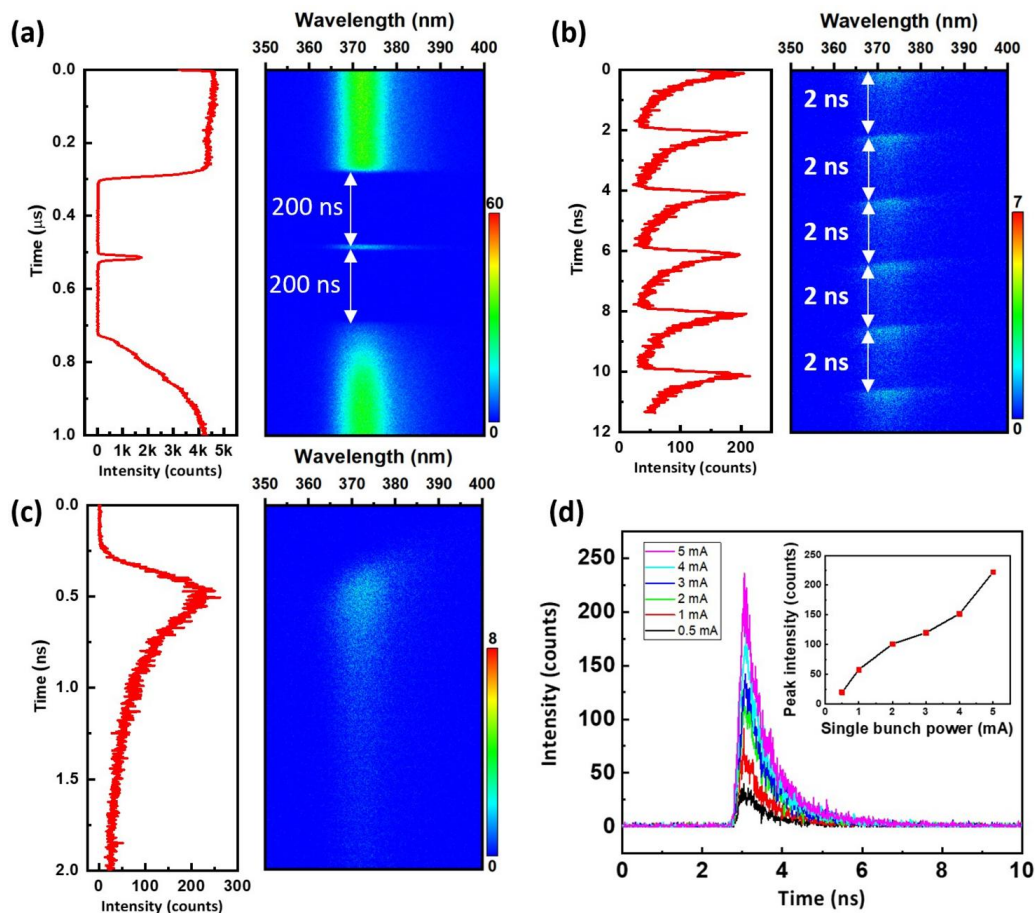 (a)
Wavelength (nm)
350 360 370 380 390 400
0.0
0.2
0.4
0.6
0.8
1.0
Time (μs)
0 1k 2k 3k 4k 5k
Intensity (counts)
200 ns
200 ns
60
0
(b)
Wavelength (nm)
350 360 370 380 390 400
0
2
4
6
8
10
12
Time (ns)
0 100 200
Intensity (counts)
2 ns
2 ns
2 ns
2 ns
2 ns
7
0
(c)
Wavelength (nm)
350 360 370 380 390 400
0.0
0.5
1.0
1.5
2.0
Time (ns)
0 100 200 300
Intensity (counts)
8
0
(d)
250
225
200
175
150
125
100
75
50
25
0
Intensity (counts)
5 mA
4 mA
3 mA
2 mA
1 mA
0.5 mA
250
200
150
100
50
0
Peak intensity (counts)
0 1 2 3 4 5
Single bunch power (mA)
0 2 4 6 8 10
Time (ns)